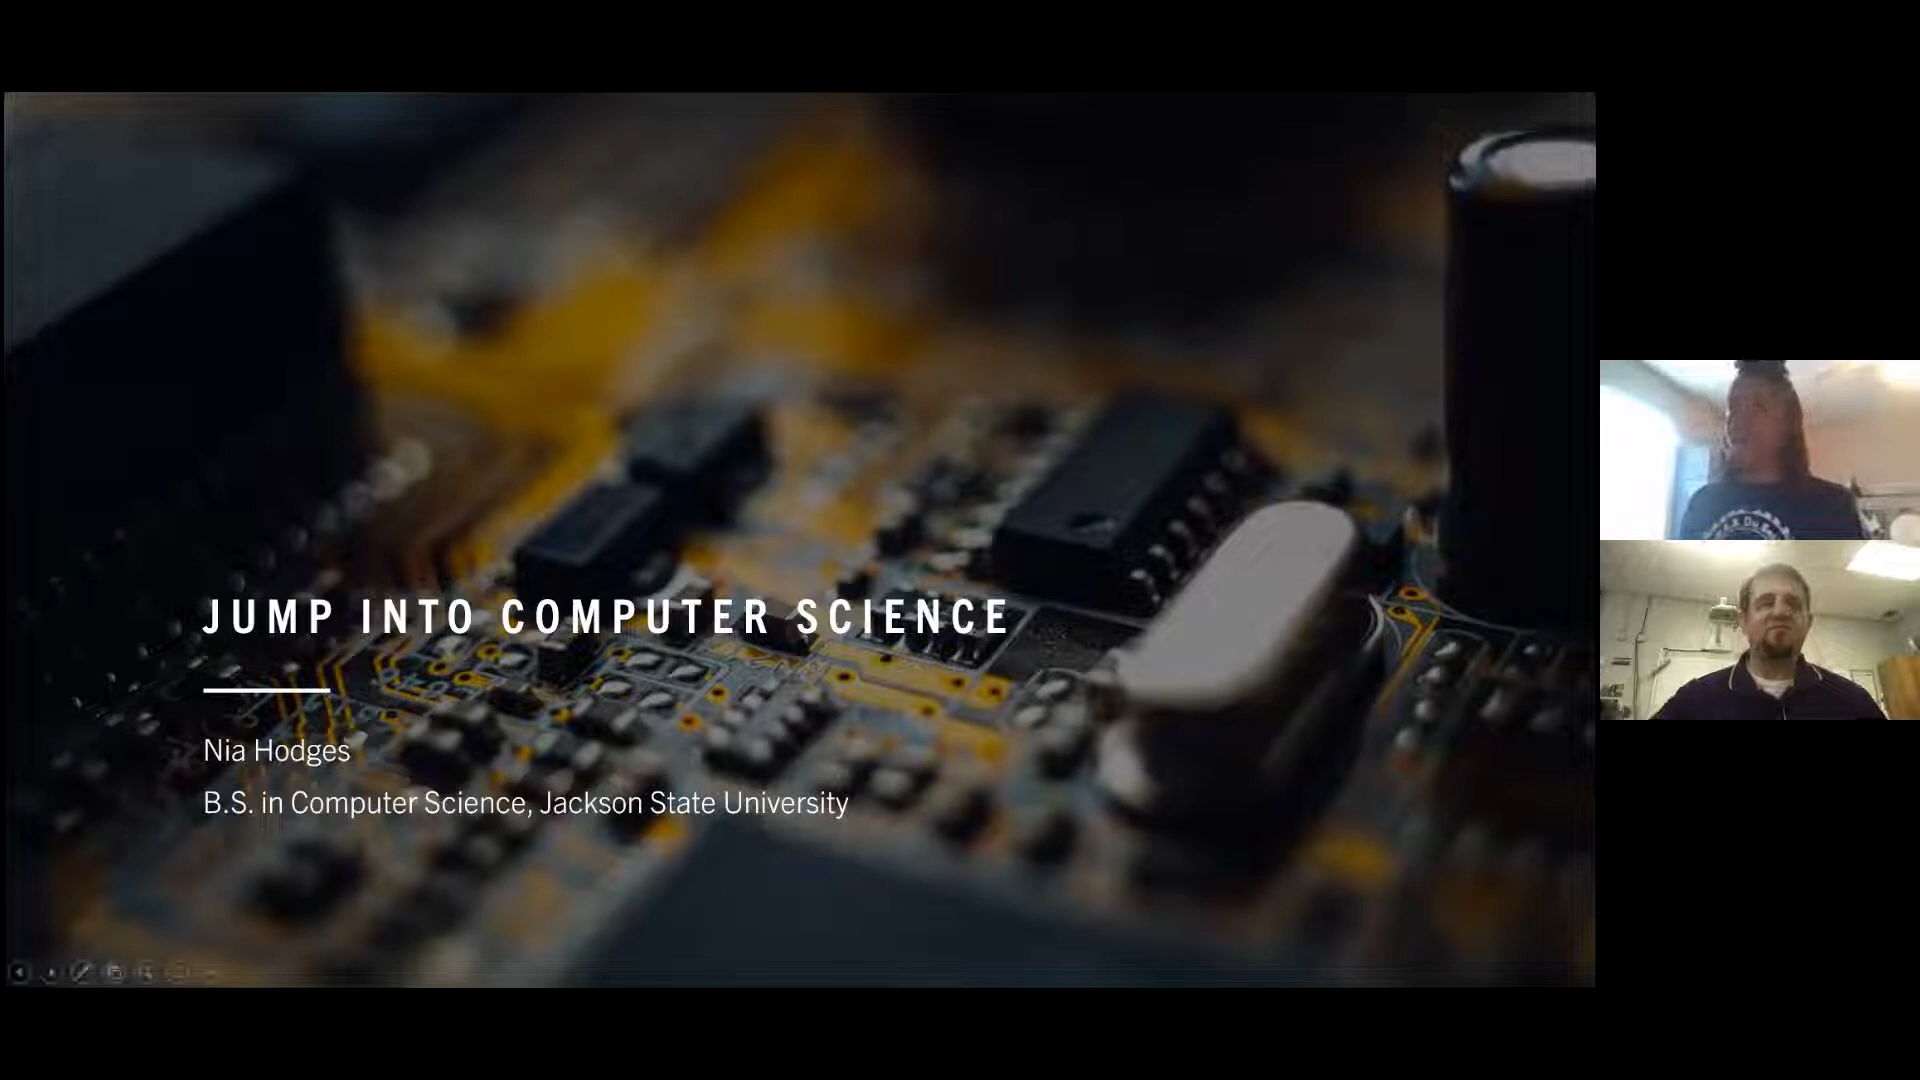 JUMP INTO COMPUTER SCIENCE
Nia Hodges
B.S. in Computer Science, Jackson State University